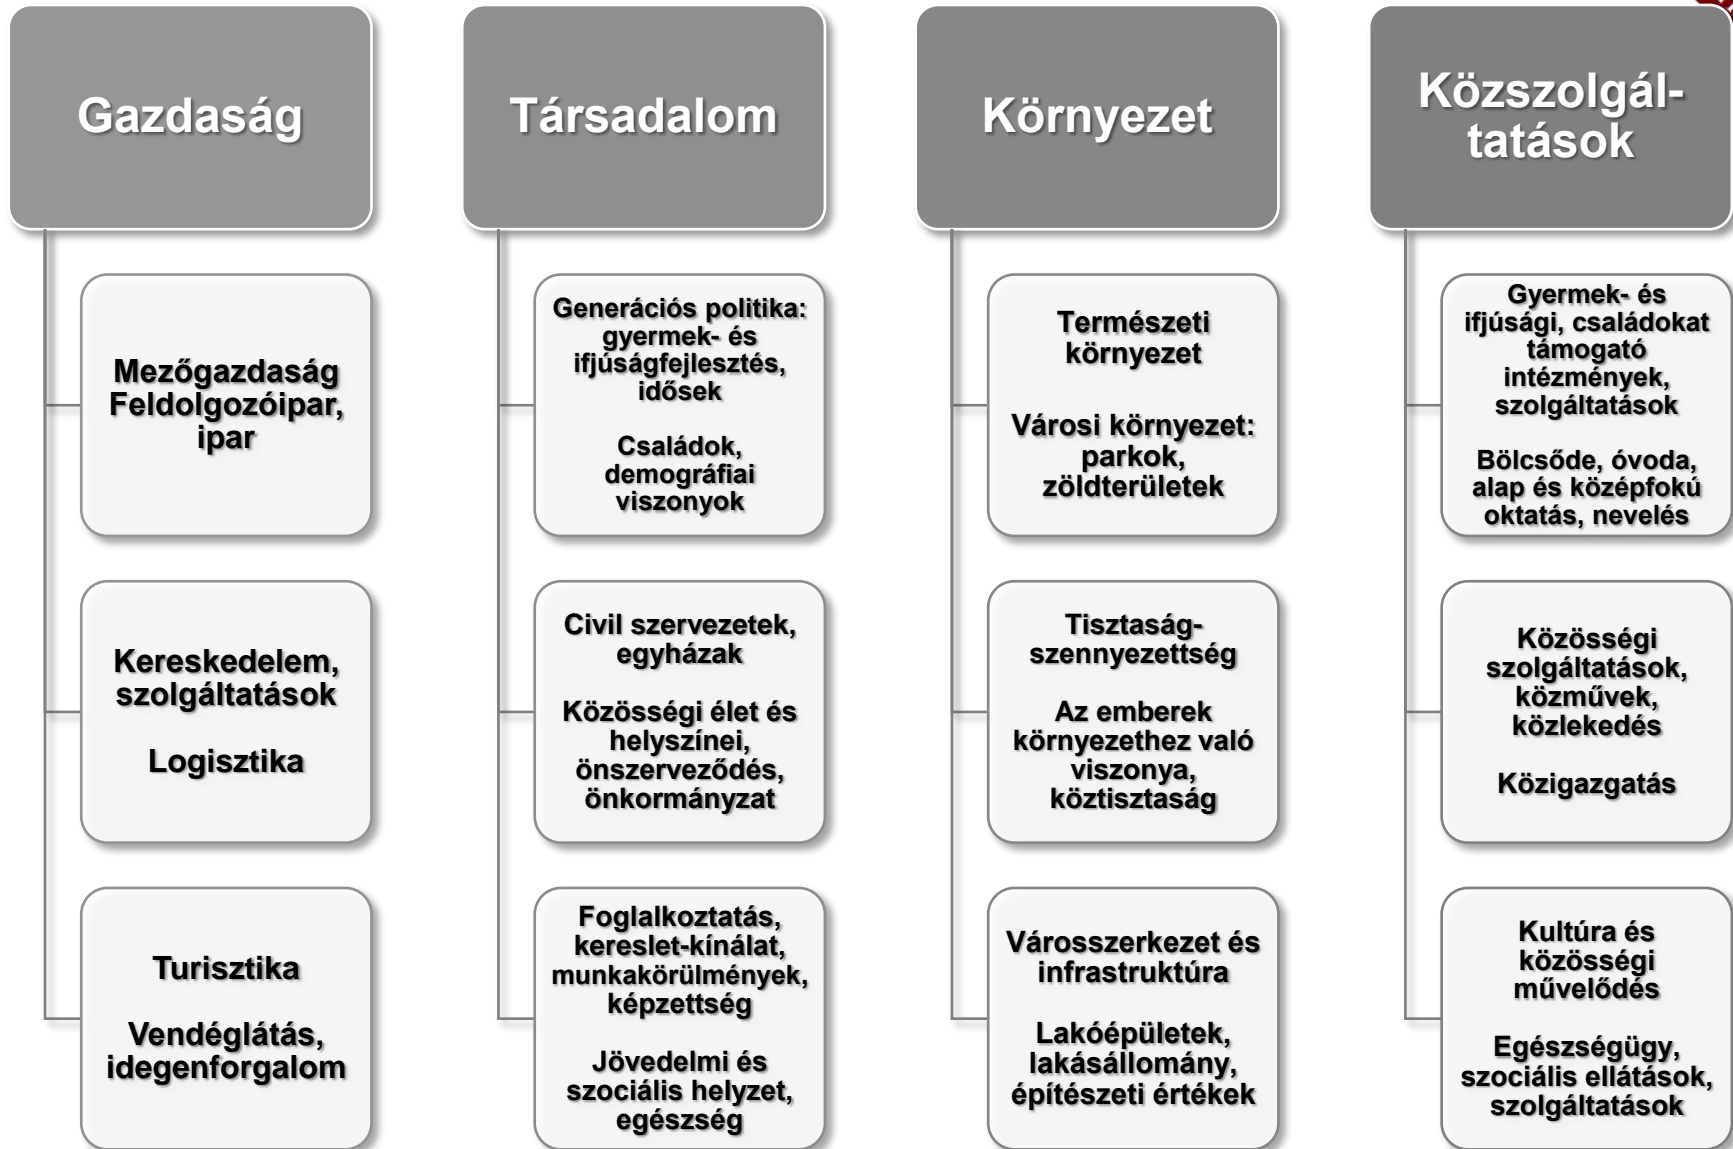 Gazdaság
Mezőgazdaság
Feldolgozóipar,
ipar
Kereskedelem,
szolgáltatások
Logisztika
Turisztika
Vendéglátás,
idegenforgalom
Társadalom
Generációs politika:
gyermek- és
ifjúságfejlesztés,
idősek
Családok,
demográfiai
viszonyok
Civil szervezetek,
egyházak
Közösségi élet és
helyszínei,
önszerveződés,
önkormányzat
Foglalkoztatás,
kereslet-kínálat,
munkakörülmények,
képzettség
Jövedelmi és
szociális helyzet,
egészség
Környezet
Természeti
környezet
Városi környezet:
parkok,
zöldterületek
Tisztaság-
szennyezettség
Az emberek
környezethez való
viszonya,
köztisztaság
Városszerkezet és
infrastruktúra
Lakóépületek,
lakásállomány,
építészeti értékek
Közszolgál-
tatások
Gyermek- és
ifjúsági, családokat
támogató
intézmények,
szolgáltatások
Bölcsőde, óvoda,
alap és középfokú
oktatás, nevelés
Közösségi
szolgáltatások,
közművek,
közlekedés
Közigazgatás
Kultúra és
közösségi
művelődés
Egészségügy,
szociális ellátások,
szolgáltatások